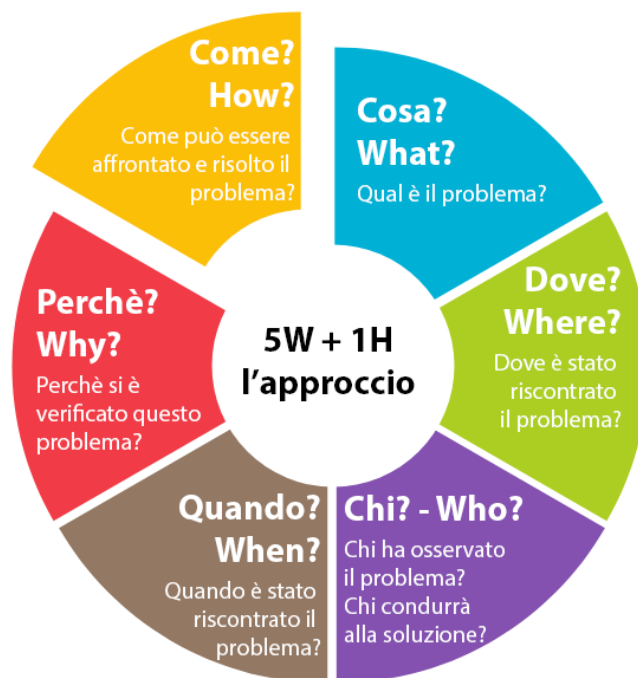 Come?
How?
Come può essere
affrontato e risolto il
problema?
Cosa?
What?
Qual è il problema?
Dove?
Where?
Dove è stato
riscontrato
il problema?
Chi? - Who?
Chi ha osservato
il problema?
Chi condurrà
alla soluzione?
Quando?
When?
Quando è stato
riscontrato il
problema?
Perchè?
Why?
Perchè si è
verificato questo
problema?
5W + 1H
l’approccio